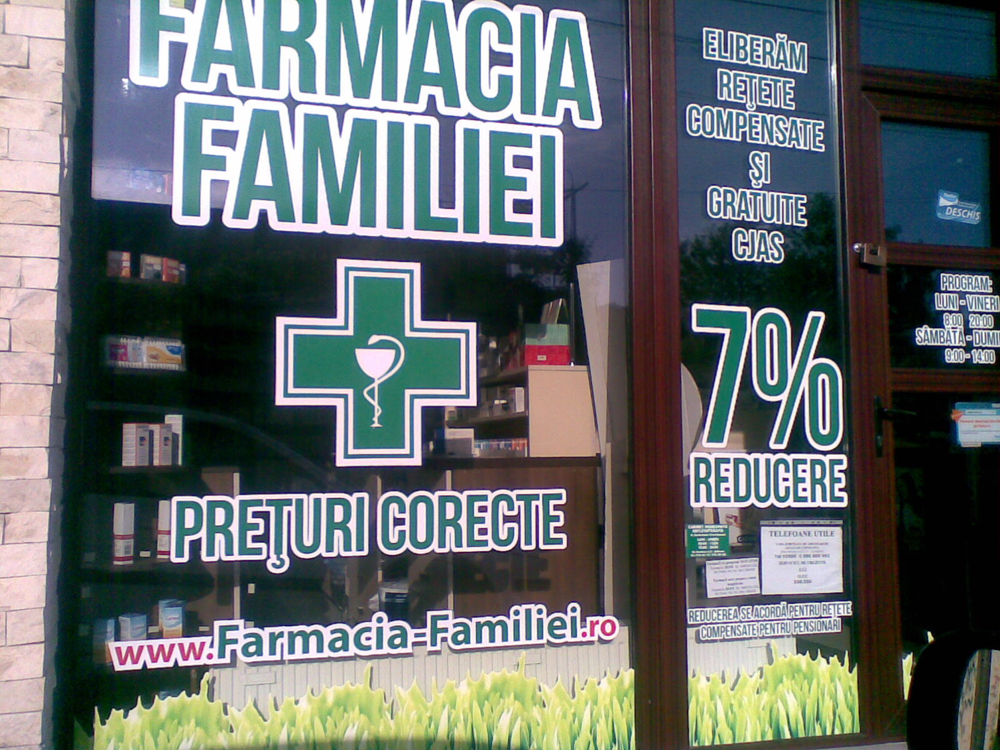 FARMACIA
FAMILIEI
PREŢURI CORECTE
www.Farmacia-Familiei.ro
ELIBERĂM
REŢETE
COMPENSATE
ŞI
GRATUITE
CJAS
7%
REDUCERE
TELEFOANE UTILE
REDUCEREA SE ACORDĂ PENTRU REŢETE
COMPENSATE PENTRU PENSIONARI
DESCHIS
PROGRAM:
LUNI - VINERI
8:00 20:00
SÂMBĂTĂ - DUMI
9:00 - 14:00